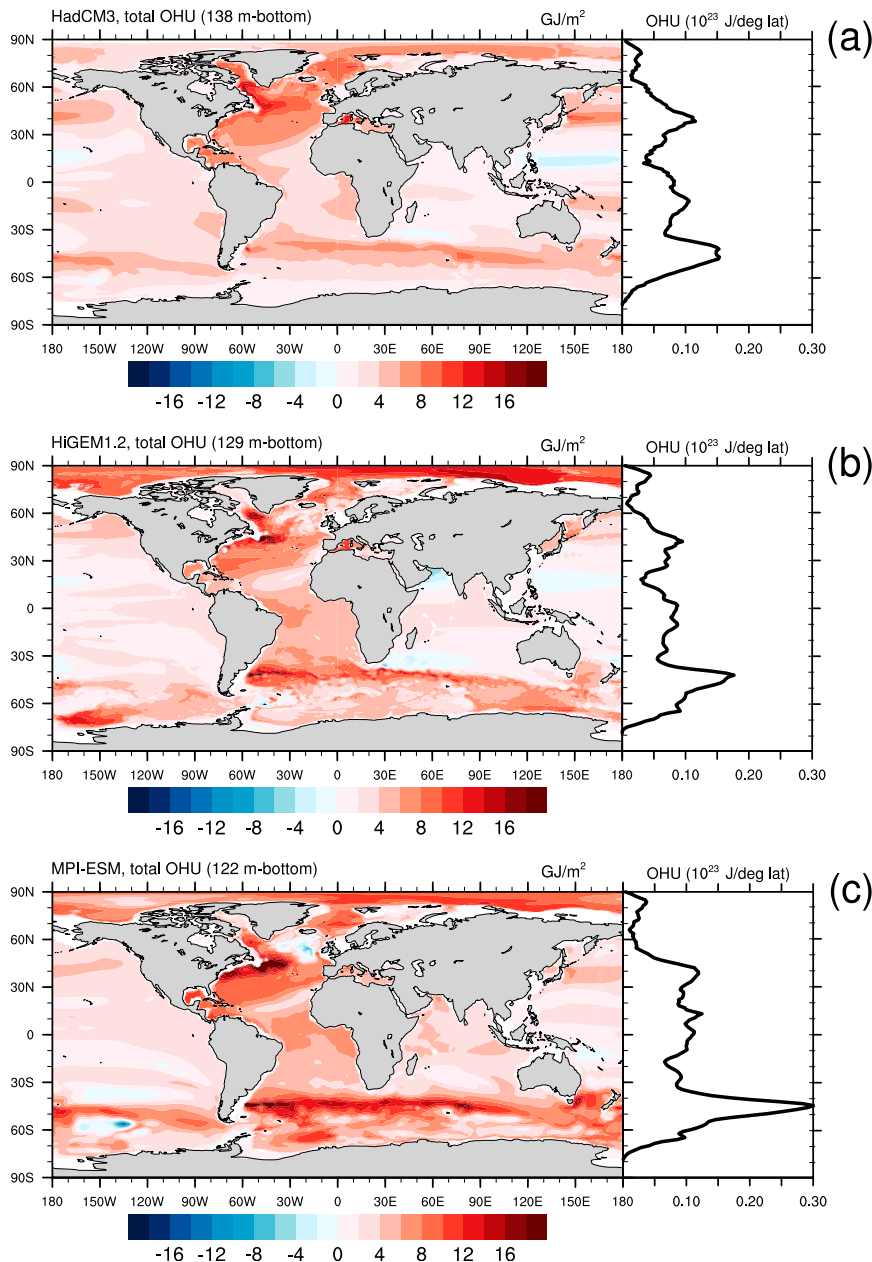 HadCM3, total OHU (138 m-bottom) GJ/m² OHU (10²³ J/deg lat) (a)
90N
60N
30N
0
30S
60S
90S
180 150W 120W 90W 60W 30W 0 30E 60E 90E 120E 150E 180 0.10 0.20 0.30
-16 -12 -8 -4 0 4 8 12 16
HiGEM1.2, total OHU (129 m-bottom) GJ/m² OHU (10²³ J/deg lat) (b)
90N
60N
30N
0
30S
60S
90S
180 150W 120W 90W 60W 30W 0 30E 60E 90E 120E 150E 180 0.10 0.20 0.30
-16 -12 -8 -4 0 4 8 12 16
MPI-ESM, total OHU (122 m-bottom) GJ/m² OHU (10²³ J/deg lat) (c)
90N
60N
30N
0
30S
60S
90S
180 150W 120W 90W 60W 30W 0 30E 60E 90E 120E 150E 180 0.10 0.20 0.30
-16 -12 -8 -4 0 4 8 12 16